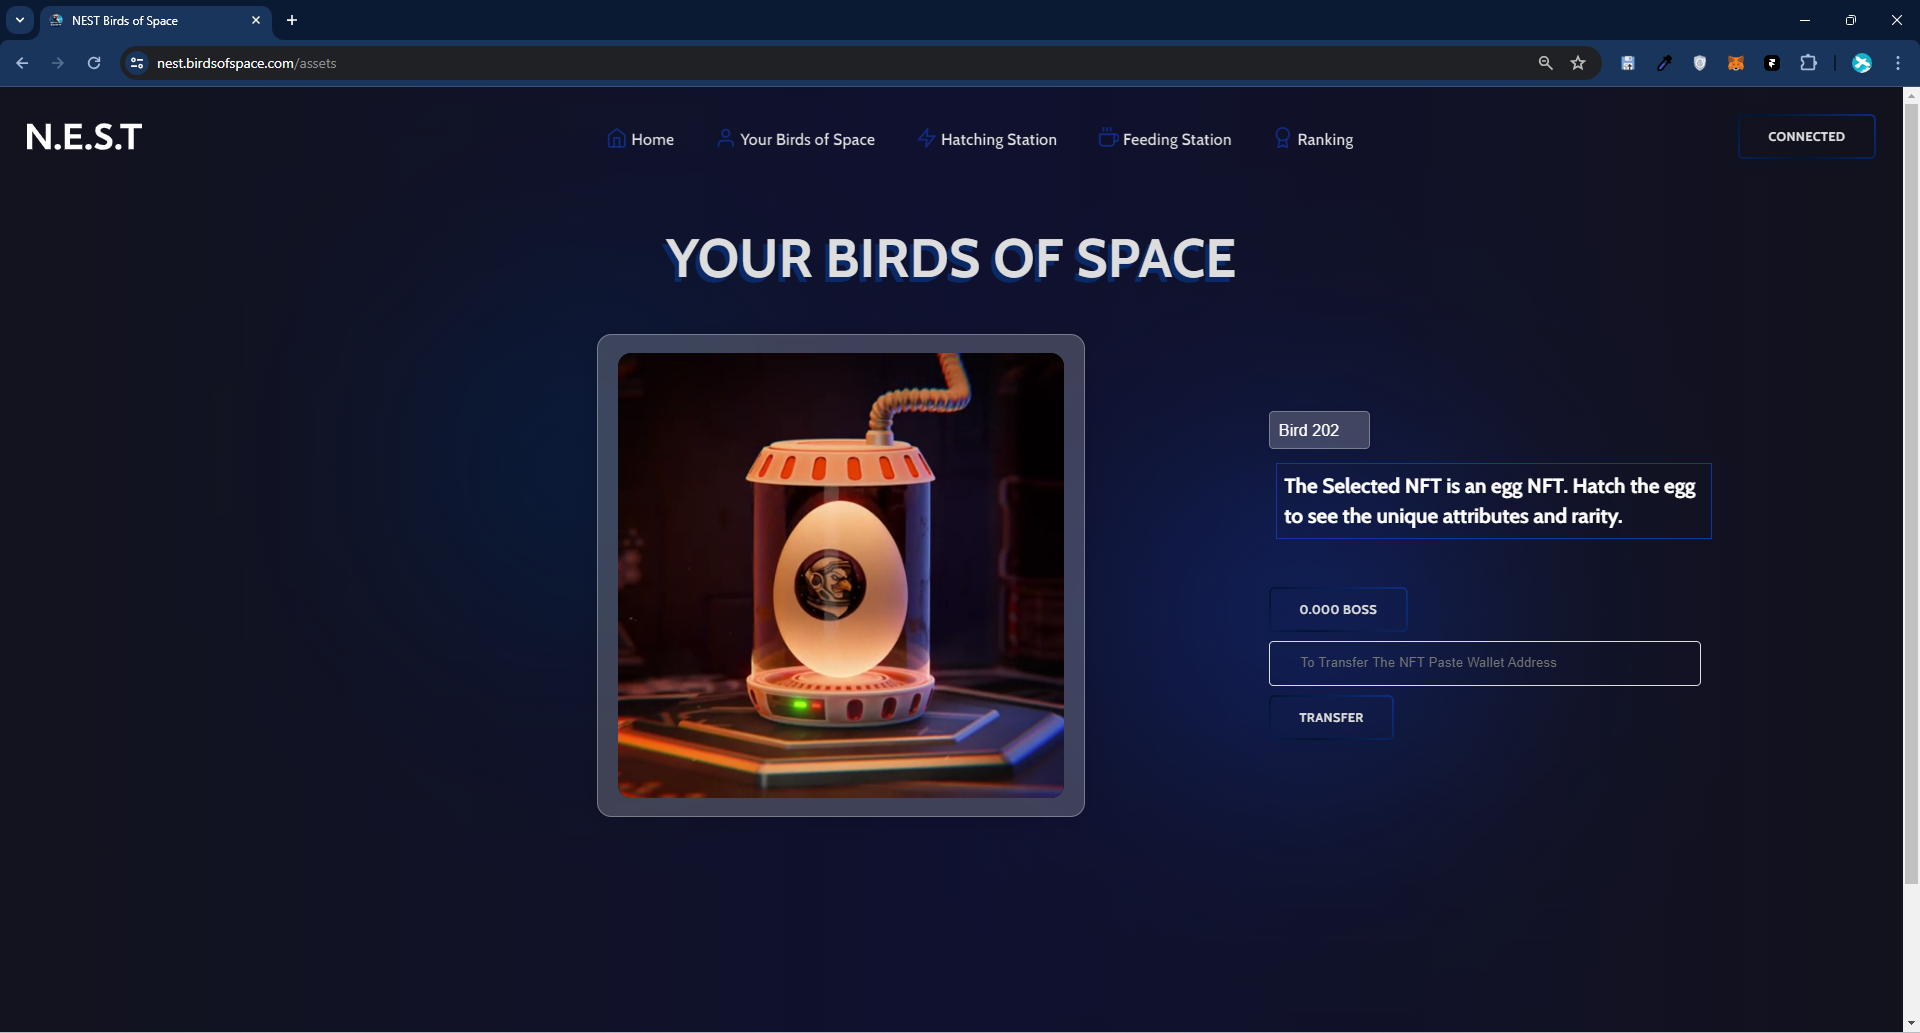 NEST Birds of Space
nest.birdsofspace.com/assets
N.E.S.T
Home
Your Birds of Space
Hatching Station
Feeding Station
Ranking
CONNECTED
YOUR BIRDS OF SPACE
Bird 202
The Selected NFT is an egg NFT. Hatch the egg
to see the unique attributes and rarity.
0.000 BOSS
To Transfer The NFT Paste Wallet Address
TRANSFER